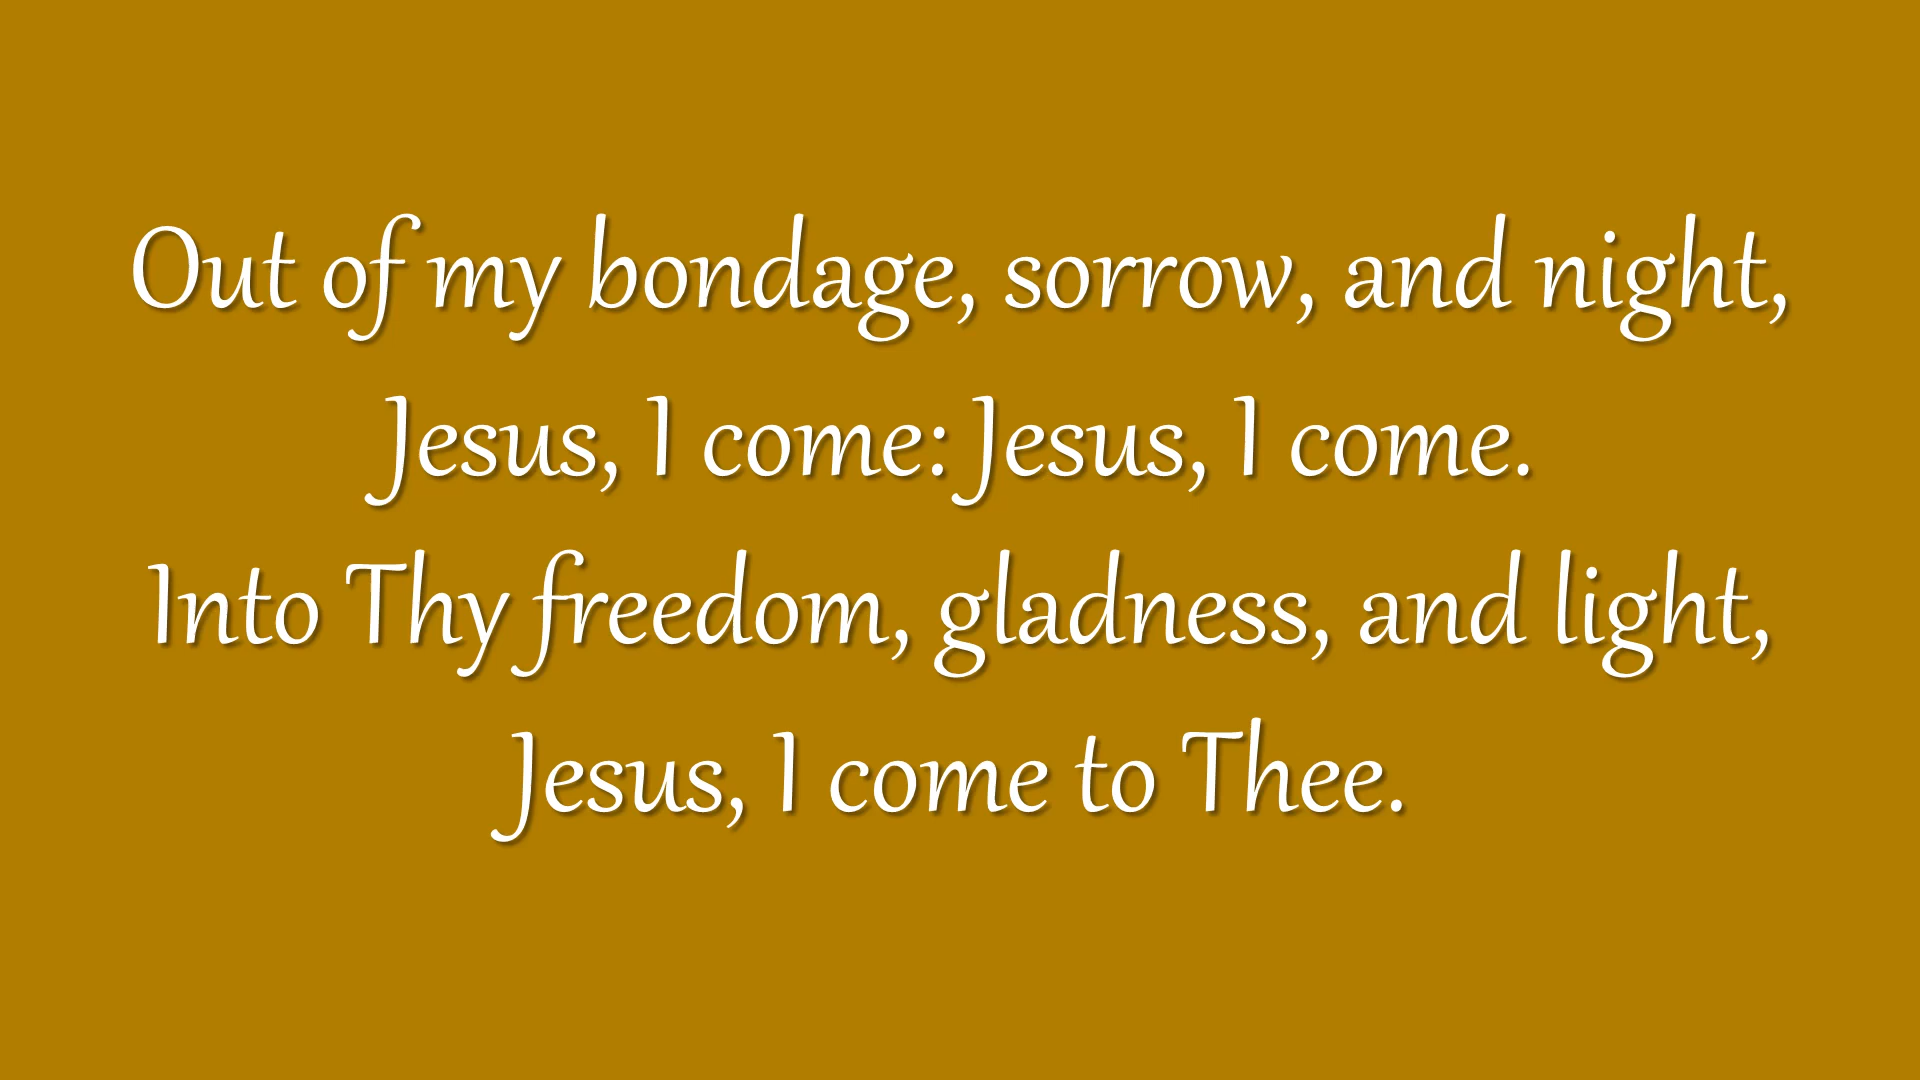 Out of my bondage, sorrow, and night,
Jesus, I come: Jesus, I come.
Into Thy freedom, gladness, and light,
Jesus, I come to Thee.